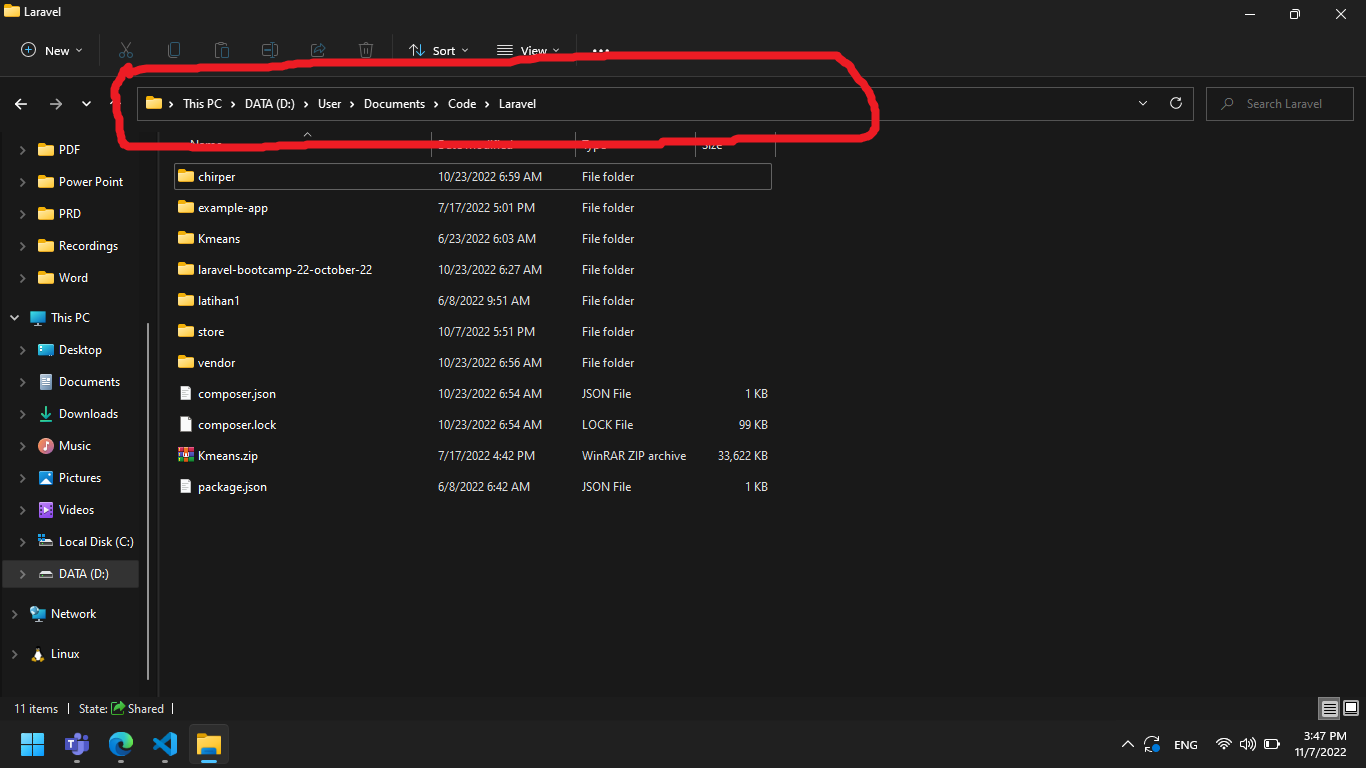 Laravel
New
Sort
View
This PC > DATA (D:) > User > Documents > Code > Laravel
Search Laravel
Name Date modified Type Size
PDF
Power Point
PRD
Recordings
Word
This PC
Desktop
Documents
Downloads
Music
Pictures
Videos
Local Disk (C:)
DATA (D:)
Network
Linux
chirper 10/23/2022 6:59 AM File folder
example-app 7/17/2022 5:01 PM File folder
Kmeans 6/23/2022 6:03 AM File folder
laravel-bootcamp-22-october-22 10/23/2022 6:27 AM File folder
latihan1 6/8/2022 9:51 AM File folder
store 10/7/2022 5:51 PM File folder
vendor 10/23/2022 6:56 AM File folder
composer.json 10/23/2022 6:54 AM JSON File 1 KB
composer.lock 10/23/2022 6:54 AM LOCK File 99 KB
Kmeans.zip 7/17/2022 4:42 PM WinRAR ZIP archive 33,622 KB
package.json 6/8/2022 6:42 AM JSON File 1 KB
11 items | State: Shared |
ENG
3:47 PM
11/7/2022